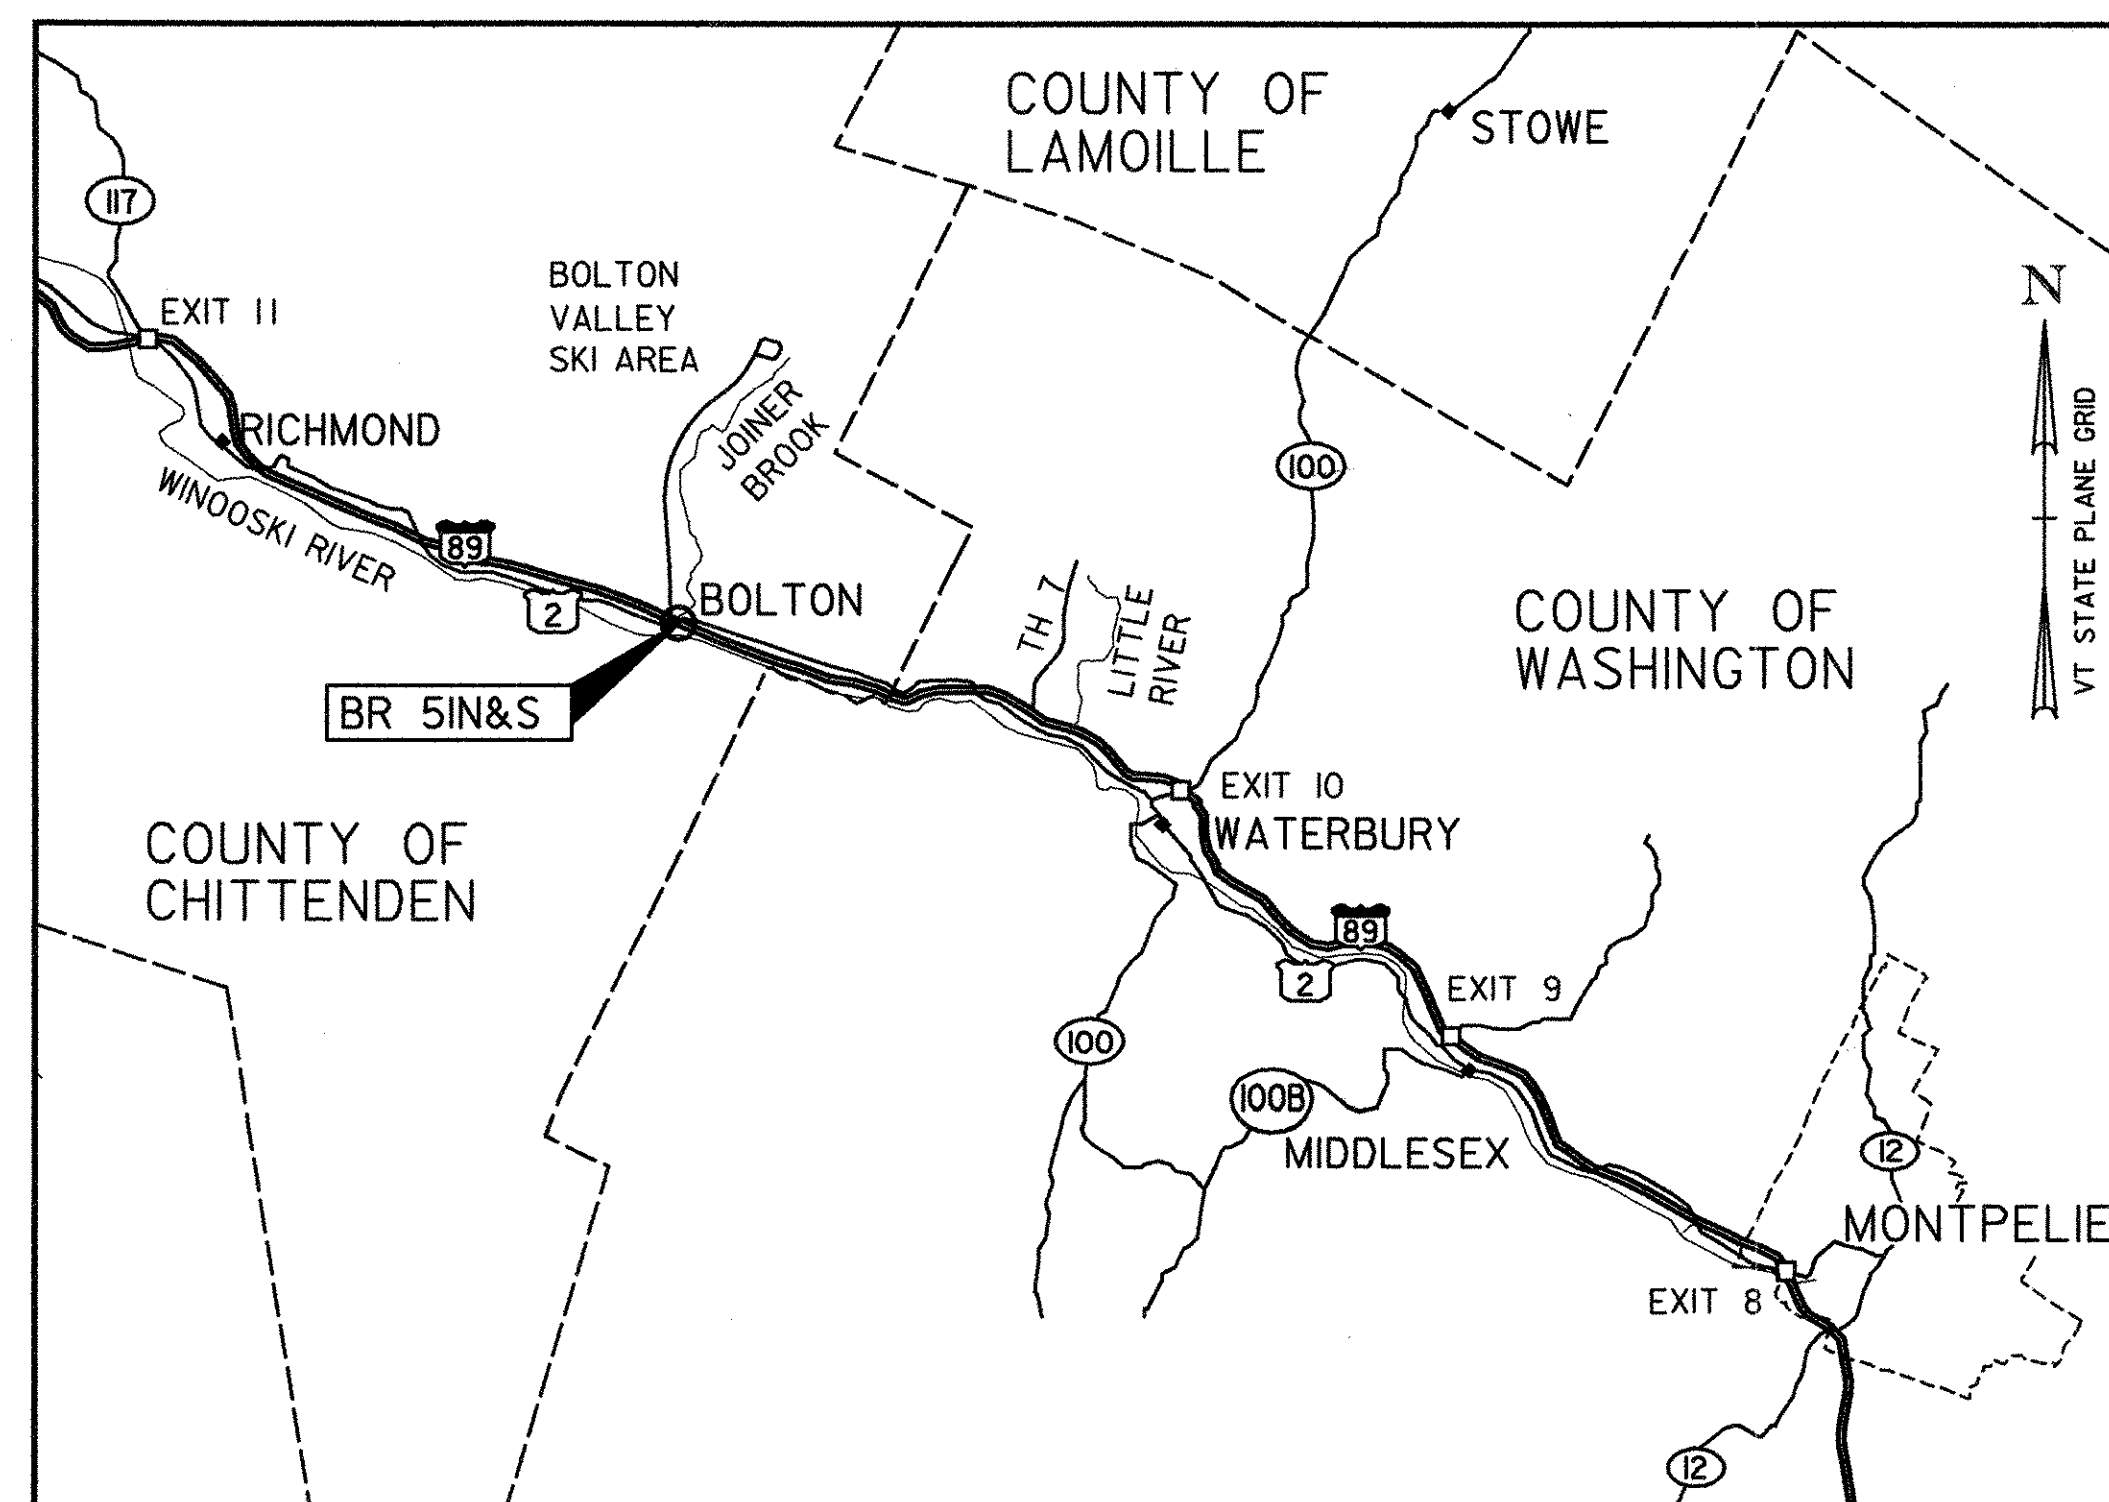 COUNTY OF
LAMOILLE
STOWE
117
N
BOLTON
VALLEY
SKI AREA
EXIT 11
JOINER
BROOK
RICHMOND
VT STATE PLANE GRID
100
WINOOSKI RIVER
89
2
BOLTON
TH 7
LITTLE
RIVER
COUNTY OF
WASHINGTON
BR 51N&S
EXIT 10
WATERBURY
COUNTY OF
CHITTENDEN
89
2
EXIT 9
100
100B
MIDDLESEX
12
MONTPELIE
EXIT 8
12